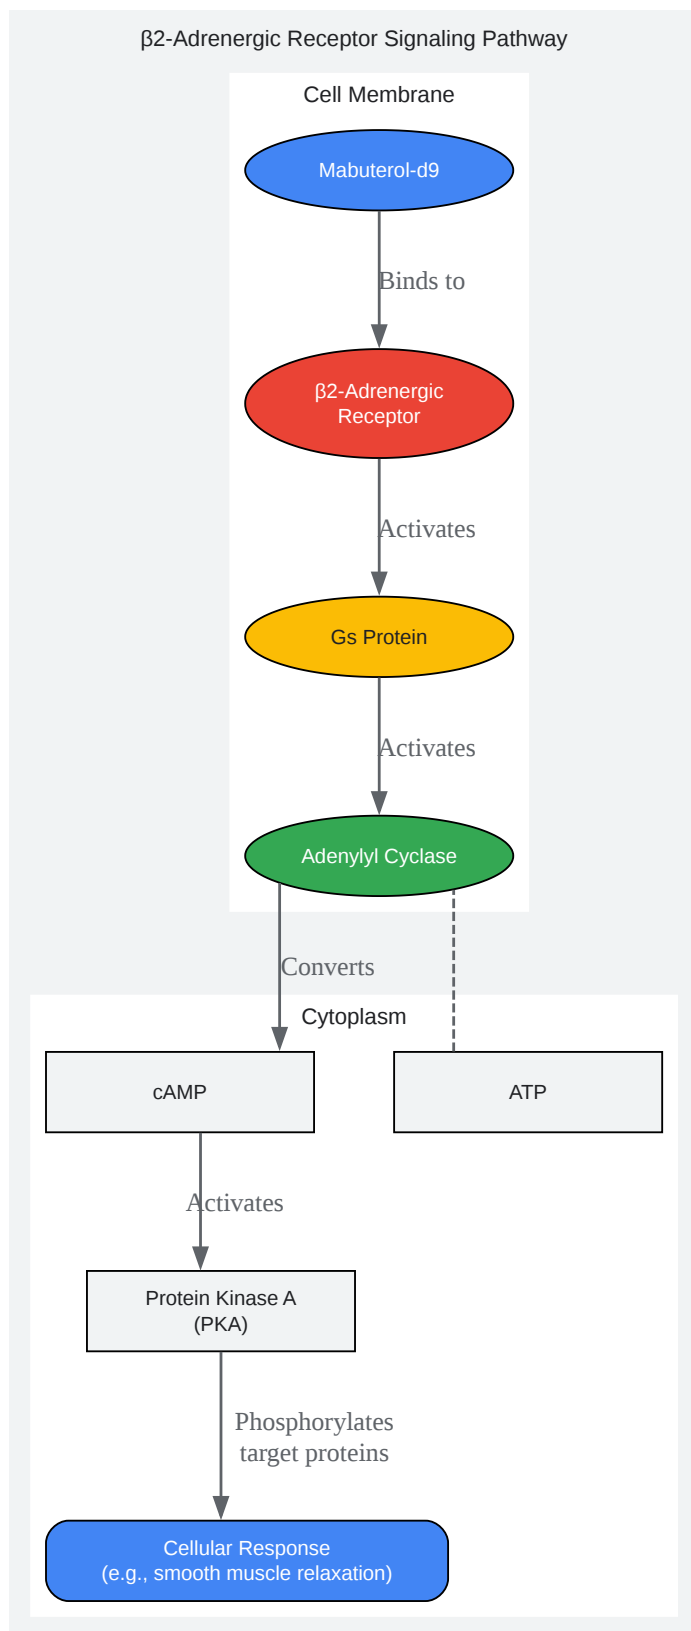 β2-Adrenergic Receptor Signaling Pathway
Cell Membrane
Mabuterol-d9
Binds to
β2-Adrenergic
Receptor
Activates
Gs Protein
Activates
Adenylyl Cyclase
Converts
Cytoplasm
cAMP
ATP
Activates
Protein Kinase A
(PKA)
Phosphorylates
target proteins
Cellular Response
(e.g., smooth muscle relaxation)